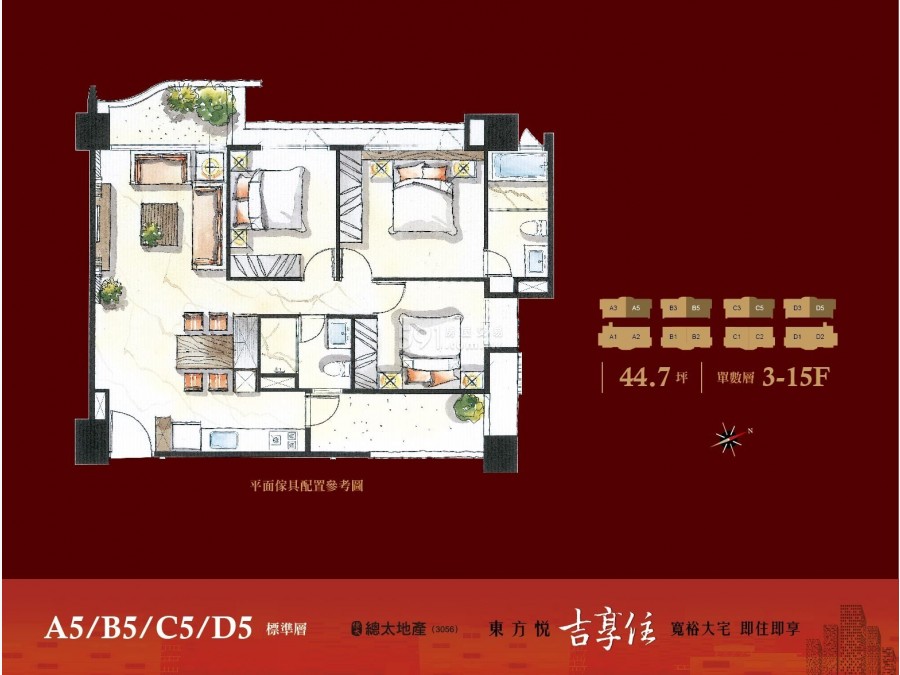 A3 A5 B3 B5 C3 C5 D3 D5
A1 A2 B1 B2 C1 C2 D1 D2
44.7 坪 單數層 3-15F
N
平面傢具配置參考圖
A5/B5/C5/D5 標準層 總太地產 (3056) 東方悦 吉享住 寬裕大宅 即住即享